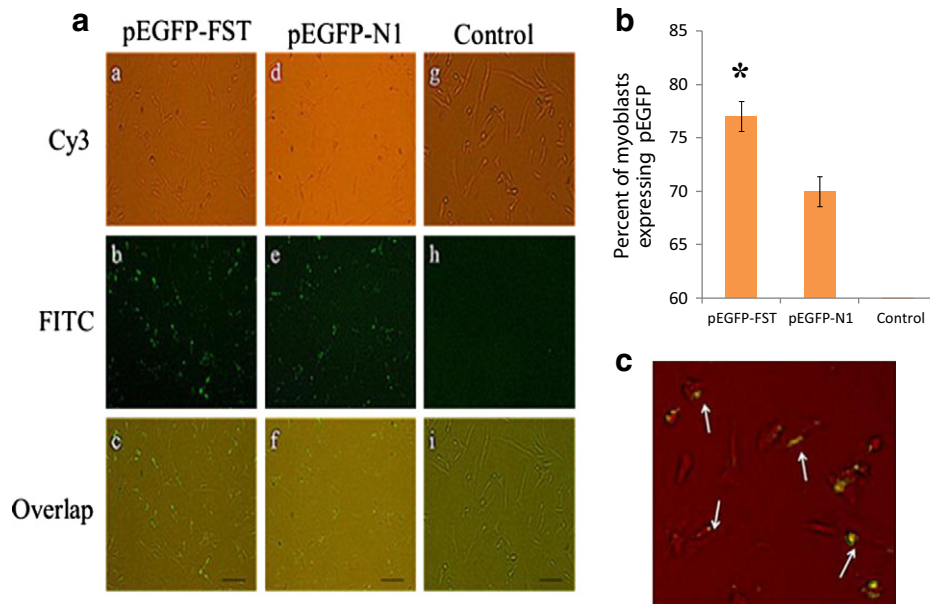 a
pEGFP-FST pEGFP-N1 Control
Cy3
a d g
FITC
b e h
Overlap
c f i
b
Percent of myoblasts
expressing pEGFP
85
80
75
70
65
60
*
pEGFP-FST pEGFP-N1 Control
c